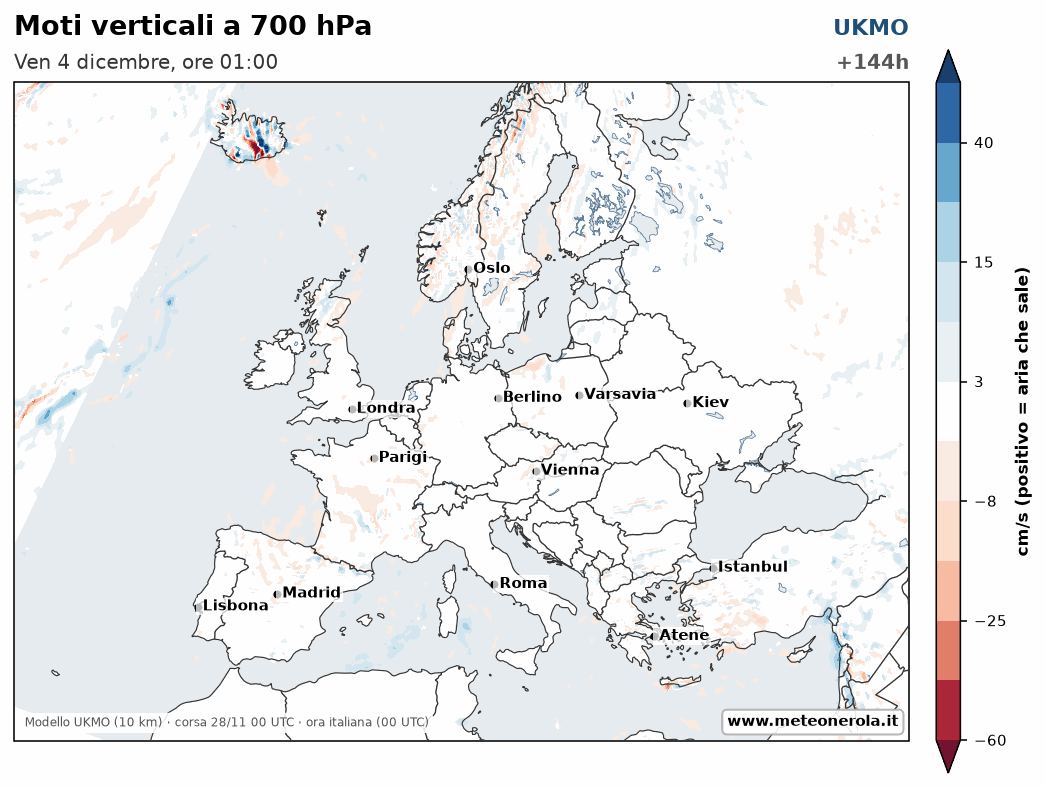 Moti verticali a 700 hPa
UKMO
Ven 4 dicembre, ore 01:00
+144h
40
15
3
−8
−25
−60
cm/s (positivo = aria che sale)
Oslo
Berlino
Varsavia
Kiev
Londra
Parigi
Vienna
Istanbul
Roma
Madrid
Lisbona
Atene
Modello UKMO (10 km) · corsa 28/11 00 UTC · ora italiana (00 UTC)
www.meteonerola.it